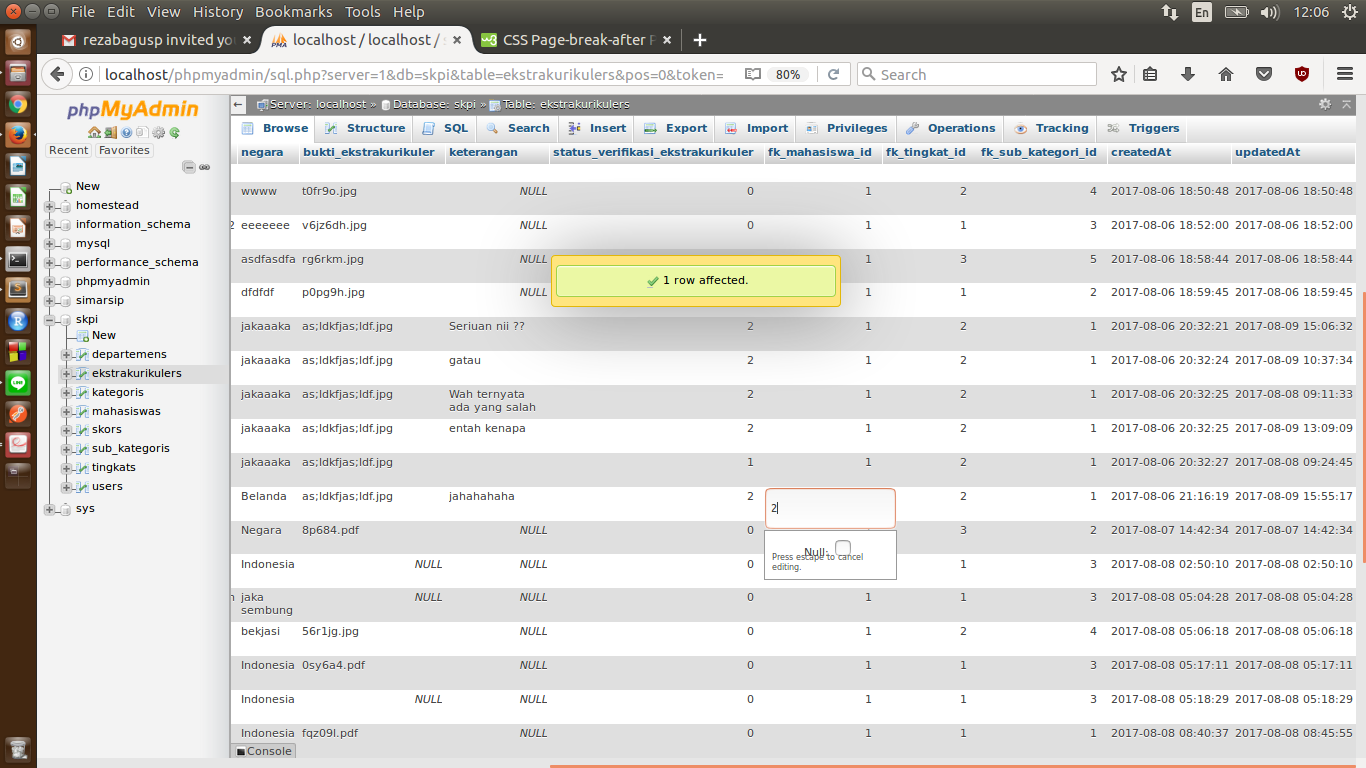 File Edit View History Bookmarks Tools Help En 12:06
rezabagusp invited yo localhost / localhost / CSS Page-break-after
localhost/phpmyadmin/sql.php?server=1&db=skpi&table=ekstrakurikulers&pos=0&token= 80% Search
phpMyAdmin
Recent Favorites
New
homestead
information_schema
mysql
performance_schema
phpmyadmin
simarsip
skpi
New
departemens
ekstrakurikulers
kategoris
mahasiswas
skors
sub_kategoris
tingkats
users
sys
Server: localhost » Database: skpi » Table: ekstrakurikulers
Browse Structure SQL Search Insert Export Import Privileges Operations Tracking Triggers
negara bukti_ekstrakurikuler keterangan status_verifikasi_ekstrakurikuler fk_mahasiswa_id fk_tingkat_id fk_sub_kategori_id createdAt updatedAt
wwww t0fr9o.jpg NULL 0 1 2 4 2017-08-06 18:50:48 2017-08-06 18:50:48
2 eeeeeee v6jz6dh.jpg NULL 0 1 1 3 2017-08-06 18:52:00 2017-08-06 18:52:00
asdfasdfa rg6rkm.jpg NULL 1 3 5 2017-08-06 18:58:44 2017-08-06 18:58:44
1 row affected.
dfdfdf p0pg9h.jpg NULL 1 1 2 2017-08-06 18:59:45 2017-08-06 18:59:45
jakaaaka as;ldkfjas;ldf.jpg Seriuan nii ?? 2 1 2 1 2017-08-06 20:32:21 2017-08-09 15:06:32
jakaaaka as;ldkfjas;ldf.jpg gatau 2 1 2 1 2017-08-06 20:32:24 2017-08-09 10:37:34
jakaaaka as;ldkfjas;ldf.jpg Wah ternyata 2 1 2 1 2017-08-06 20:32:25 2017-08-08 09:11:33
ada yang salah
jakaaaka as;ldkfjas;ldf.jpg entah kenapa 2 1 2 1 2017-08-06 20:32:25 2017-08-09 13:09:09
jakaaaka as;ldkfjas;ldf.jpg 1 1 2 1 2017-08-06 20:32:27 2017-08-08 09:24:45
Belanda as;ldkfjas;ldf.jpg jahahahaha 2 2 2 1 2017-08-06 21:16:19 2017-08-09 15:55:17
Negara 8p684.pdf NULL 0 3 2 2017-08-07 14:42:34 2017-08-07 14:42:34
Null:
Press escape to cancel
editing.
Indonesia NULL NULL 0 1 3 2017-08-08 02:50:10 2017-08-08 02:50:10
jaka NULL NULL 0 1 1 3 2017-08-08 05:04:28 2017-08-08 05:04:28
sembung
bekjasi 56r1jg.jpg NULL 0 1 2 4 2017-08-08 05:06:18 2017-08-08 05:06:18
Indonesia 0sy6a4.pdf NULL 0 1 1 3 2017-08-08 05:17:11 2017-08-08 05:17:11
Indonesia NULL NULL 0 1 1 3 2017-08-08 05:18:29 2017-08-08 05:18:29
Indonesia fqz09l.pdf NULL 0 1 1 1 2017-08-08 08:40:37 2017-08-08 08:45:55
Console